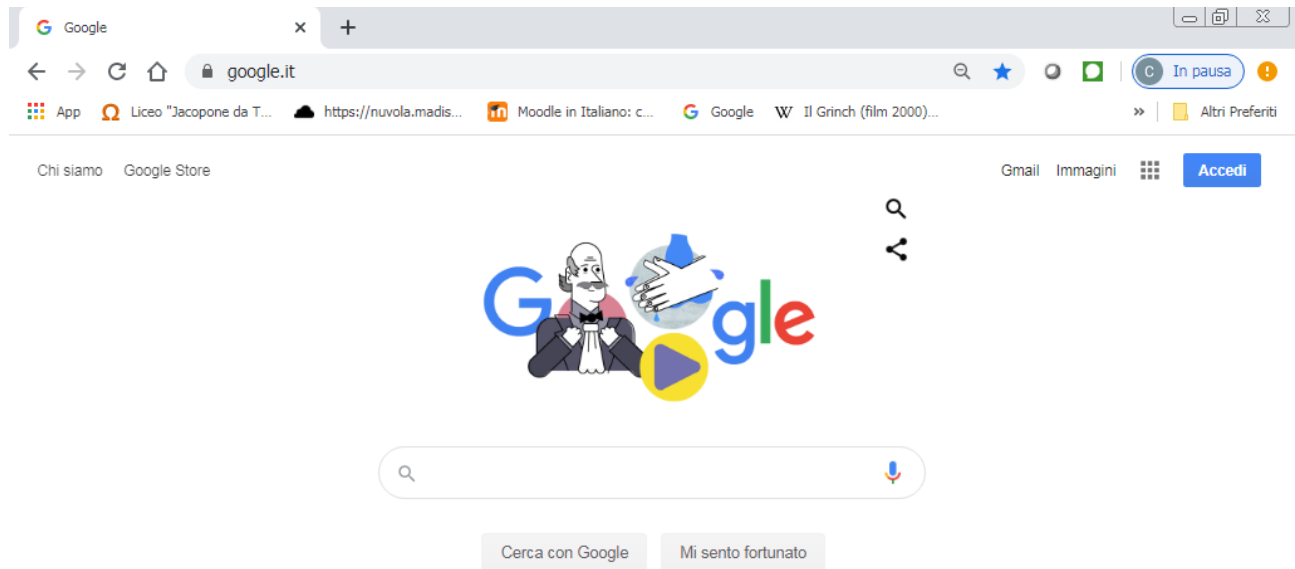 Google
google.it
In pausa
App Liceo "Jacopone da T... https://nuvola.madis... Moodle in Italiano: c... Google Il Grinch (film 2000)... » Altri Preferiti
Chi siamo Google Store Gmail Immagini Accedi
Google
Cerca con Google Mi sento fortunato